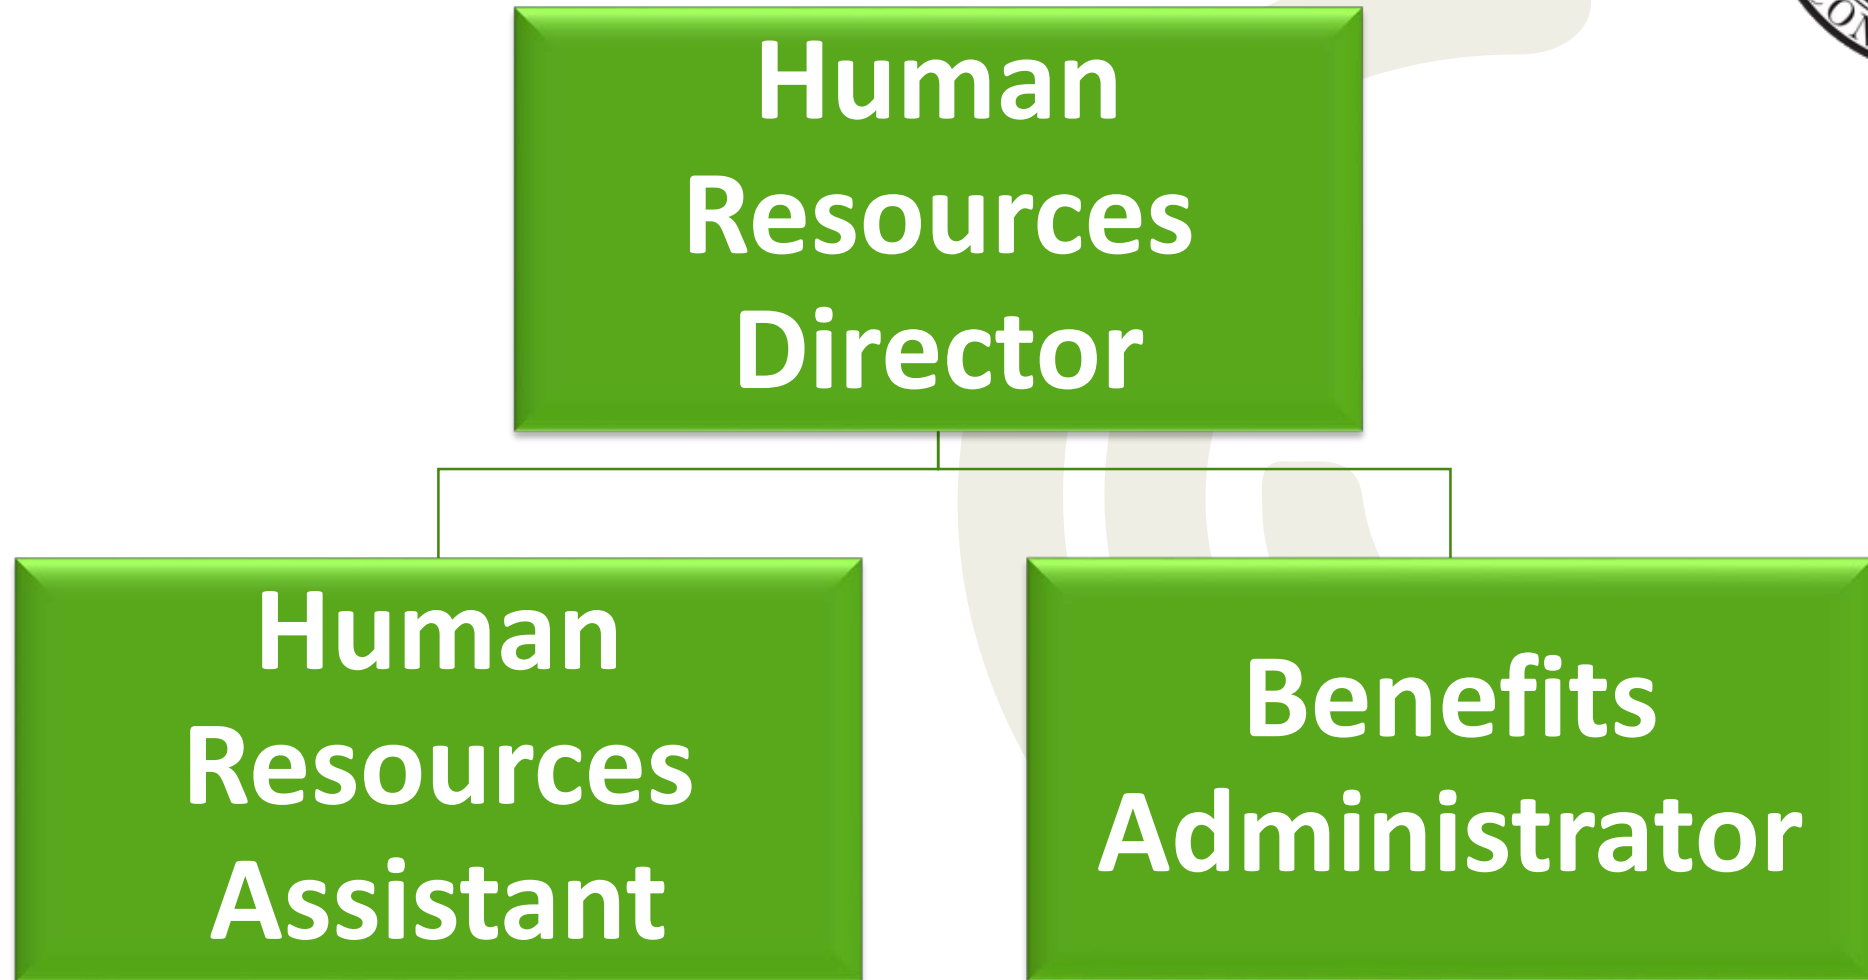 Human
Resources
Director
Human
Resources
Assistant
Benefits
Administrator